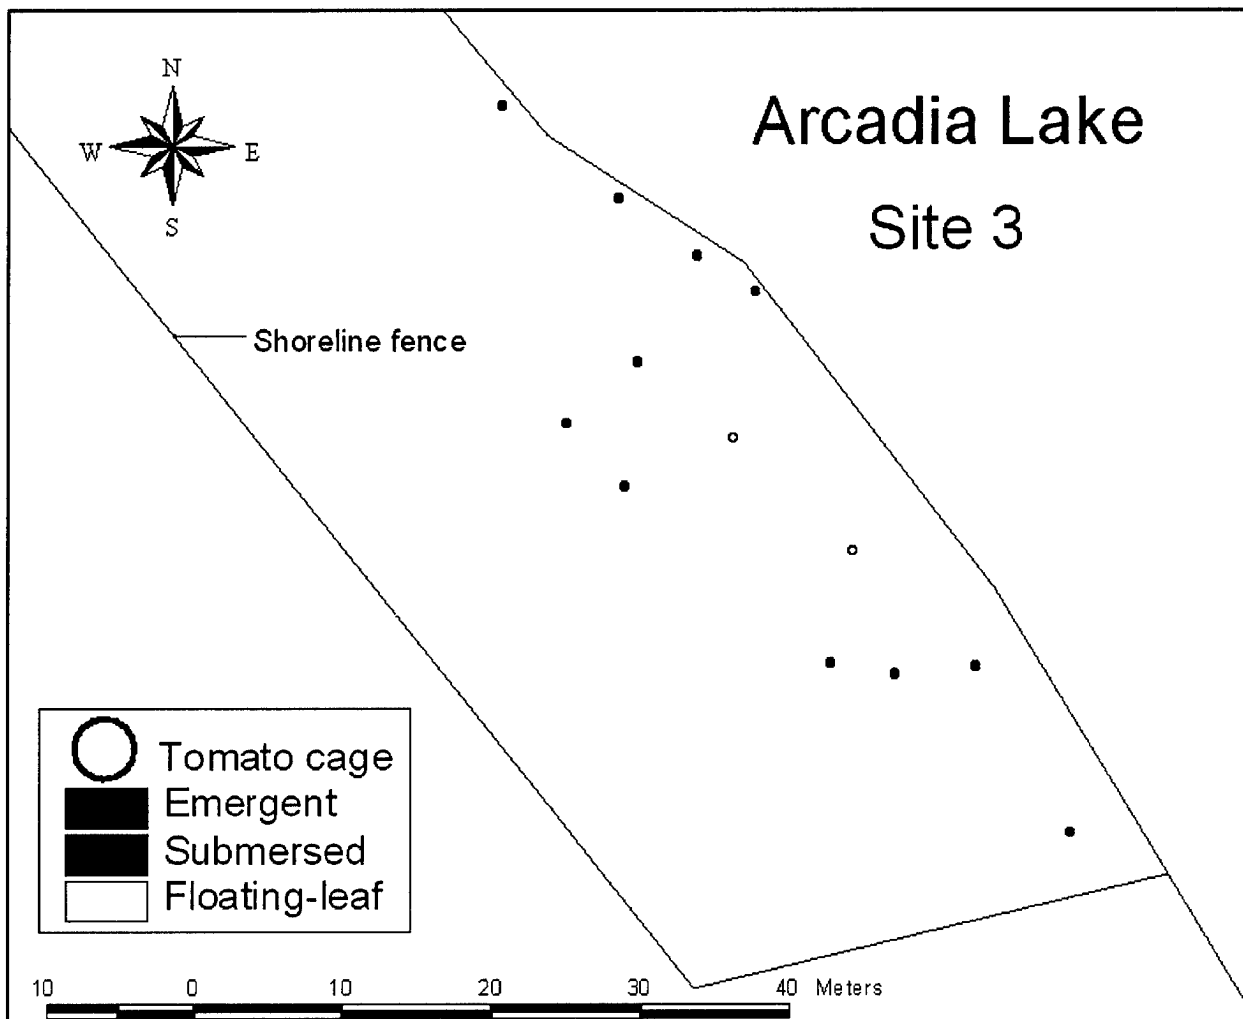 N
W E
S
Arcadia Lake
Site 3
Shoreline fence
Tomato cage
Emergent
Submersed
Floating-leaf
10 0 10 20 30 40 Meters